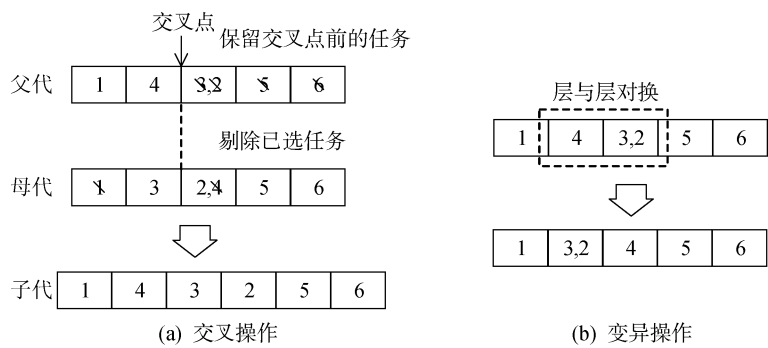 交叉点
保留交叉点前的任务
父代 1 4 3,2 5 6
剔除已选任务
母代 1 3 2,4 5 6
子代 1 4 3 2 5 6
(a) 交叉操作
层与层对换
1 4 3,2 5 6
1 3,2 4 5 6
(b) 变异操作